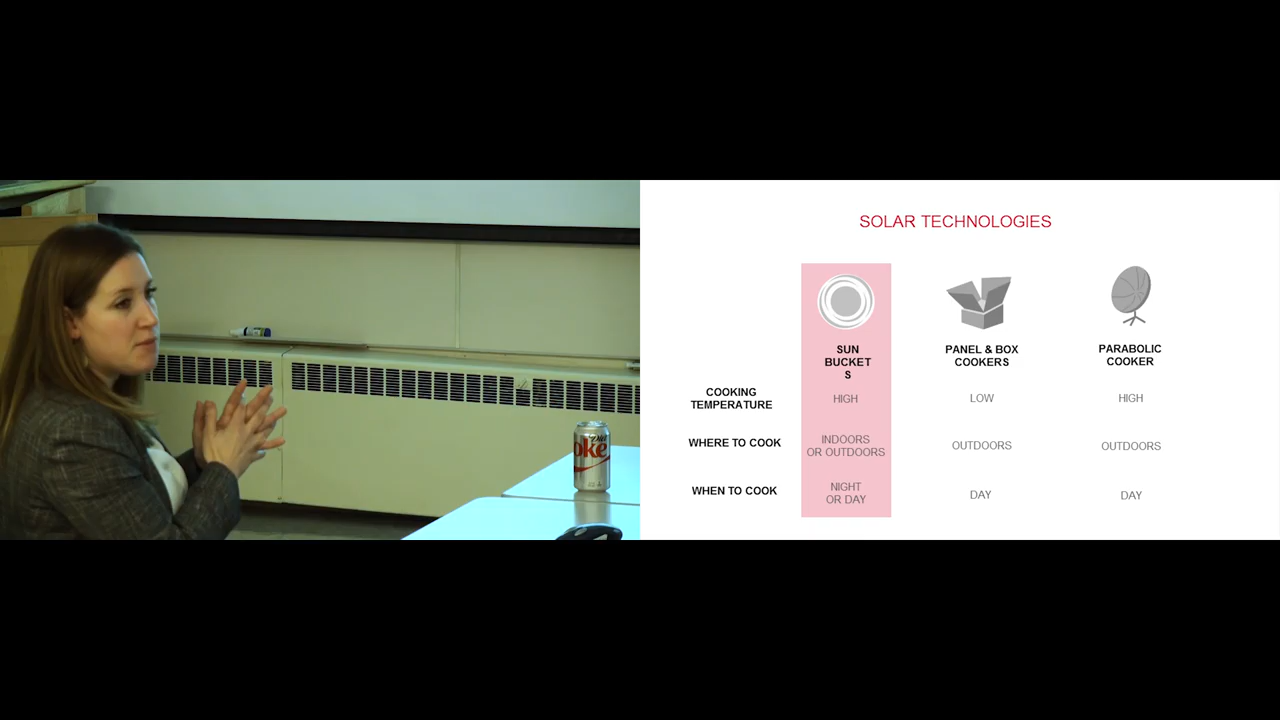 SOLAR TECHNOLOGIES
SUN
BUCKET
S
PANEL & BOX
COOKERS
PARABOLIC
COOKER
COOKING
TEMPERATURE
HIGH
LOW
HIGH
WHERE TO COOK
INDOORS
OR OUTDOORS
OUTDOORS
OUTDOORS
WHEN TO COOK
NIGHT
OR DAY
DAY
DAY
Diet
oke